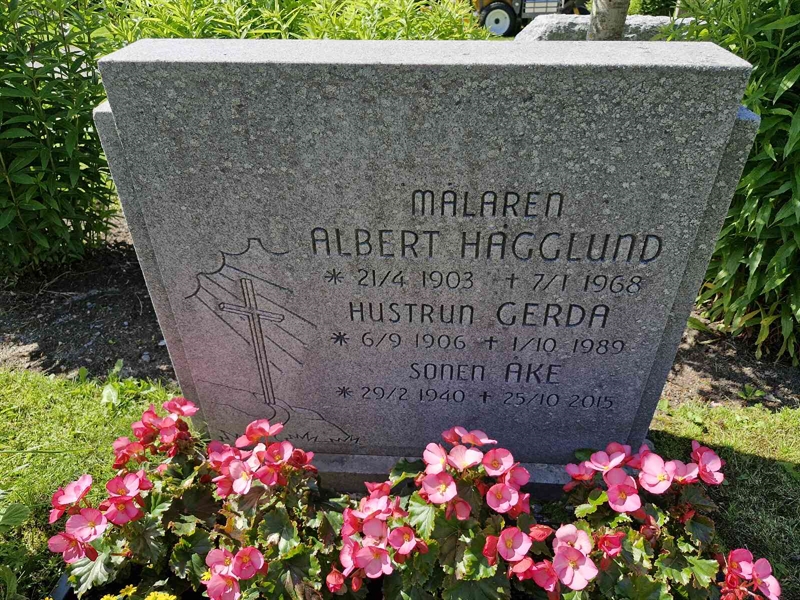 MÅLAREN
ALBERT HÄGGLUND
* 21/4 1903 ✝ 7/1 1968
HUSTRUN GERDA
* 6/9 1906 ✝ 1/10 1989
SONEN ÅKE
* 29/2 1940 ✝ 25/10 2015